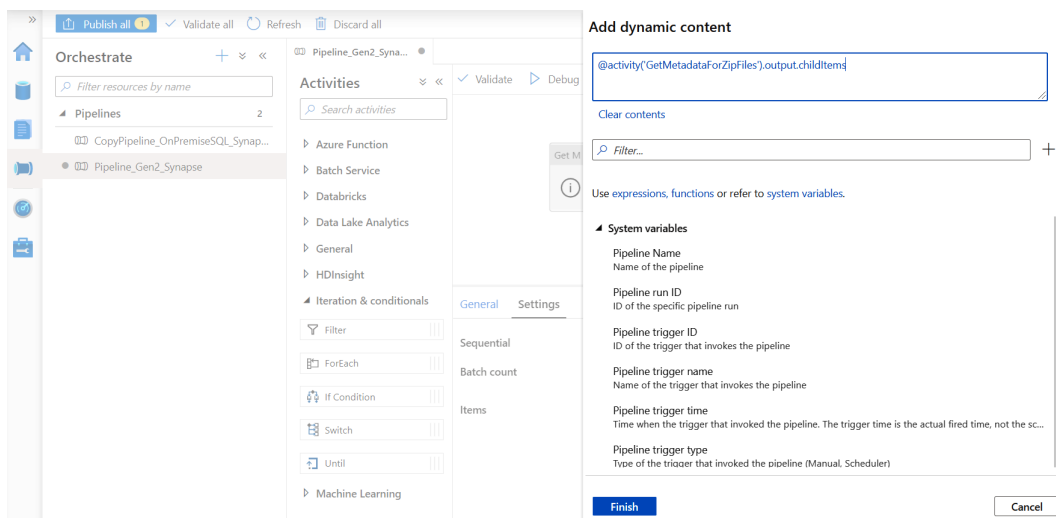 Publish all 1 Validate all Refresh Discard all
Orchestrate
Filter resources by name
Pipelines 2
CopyPipeline_OnPremiseSQL_Synap...
Pipeline_Gen2_Synapse
Pipeline_Gen2_Syna...
Activities
Search activities
Azure Function
Batch Service
Databricks
Data Lake Analytics
General
HDInsight
Iteration & conditionals
Filter
ForEach
If Condition
Switch
Until
Machine Learning
Validate Debug
Get M
General Settings
Sequential
Batch count
Items
Add dynamic content
@activity('GetMetadataForZipFiles').output.childItems
Clear contents
Filter...
Use expressions, functions or refer to system variables.
System variables
Pipeline Name
Name of the pipeline
Pipeline run ID
ID of the specific pipeline run
Pipeline trigger ID
ID of the trigger that invokes the pipeline
Pipeline trigger name
Name of the trigger that invokes the pipeline
Pipeline trigger time
Time when the trigger that invoked the pipeline. The trigger time is the actual fired time, not the sc...
Pipeline trigger type
Type of the trigger that invoked the pipeline (Manual, Scheduler)
Finish Cancel